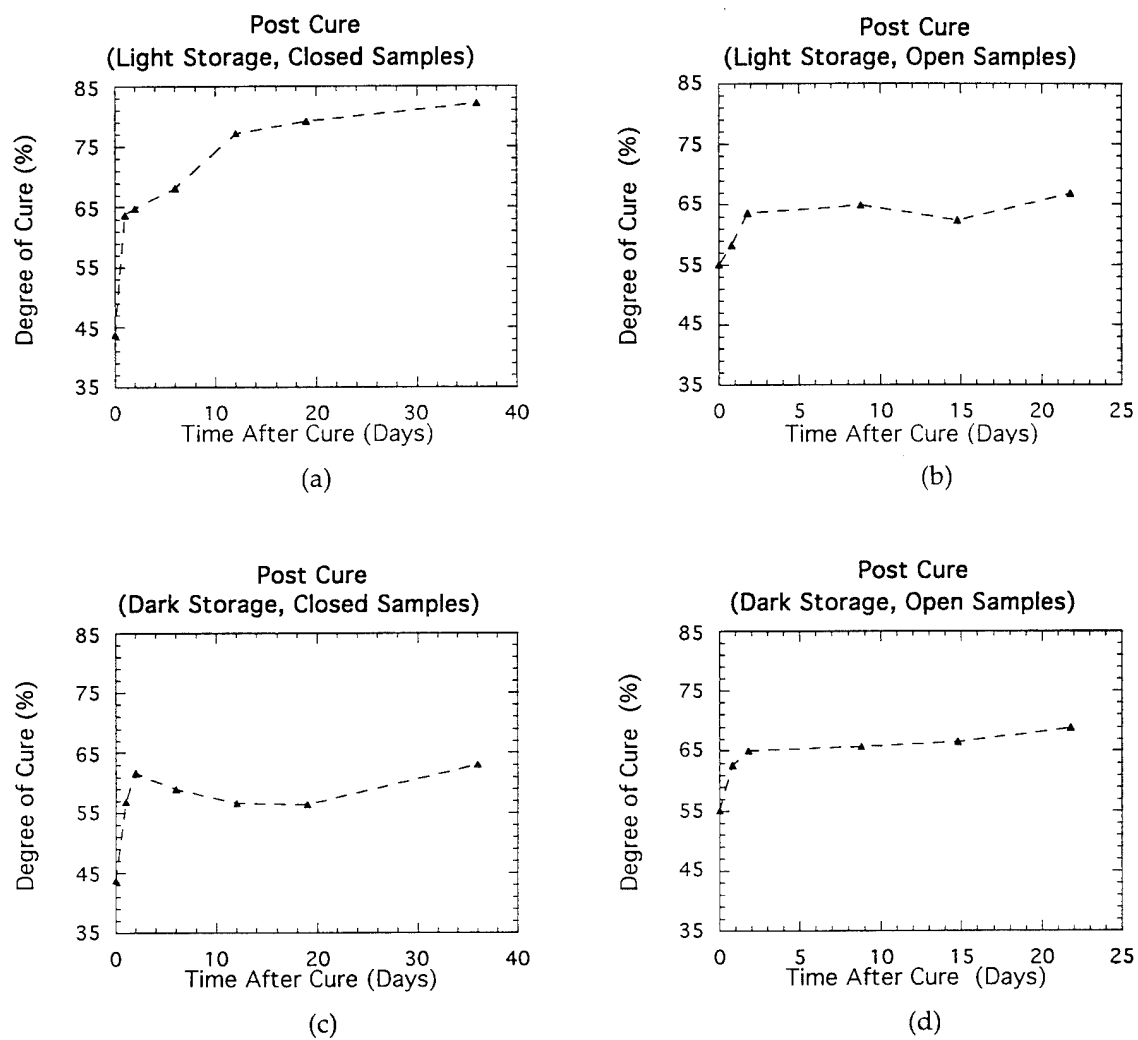 Post Cure
(Light Storage, Closed Samples)
85
75
65
55
45
35
Degree of Cure (%)
0 10 20 30 40
Time After Cure (Days)
(a)
Post Cure
(Light Storage, Open Samples)
85
75
65
55
45
35
Degree of Cure (%)
0 5 10 15 20 25
Time After Cure (Days)
(b)
Post Cure
(Dark Storage, Closed Samples)
85
75
65
55
45
35
Degree of Cure (%)
0 10 20 30 40
Time After Cure (Days)
(c)
Post Cure
(Dark Storage, Open Samples)
85
75
65
55
45
35
Degree of Cure (%)
0 5 10 15 20 25
Time After Cure (Days)
(d)